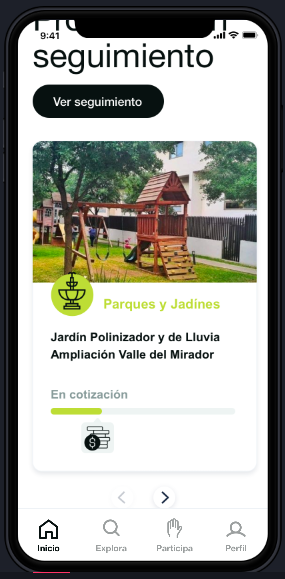 9:41
seguimiento
Ver seguimiento
Parques y Jadínes
Jardín Polinizador y de Lluvia
Ampliación Valle del Mirador
En cotización
$
Inicio Explora Participa Perfil